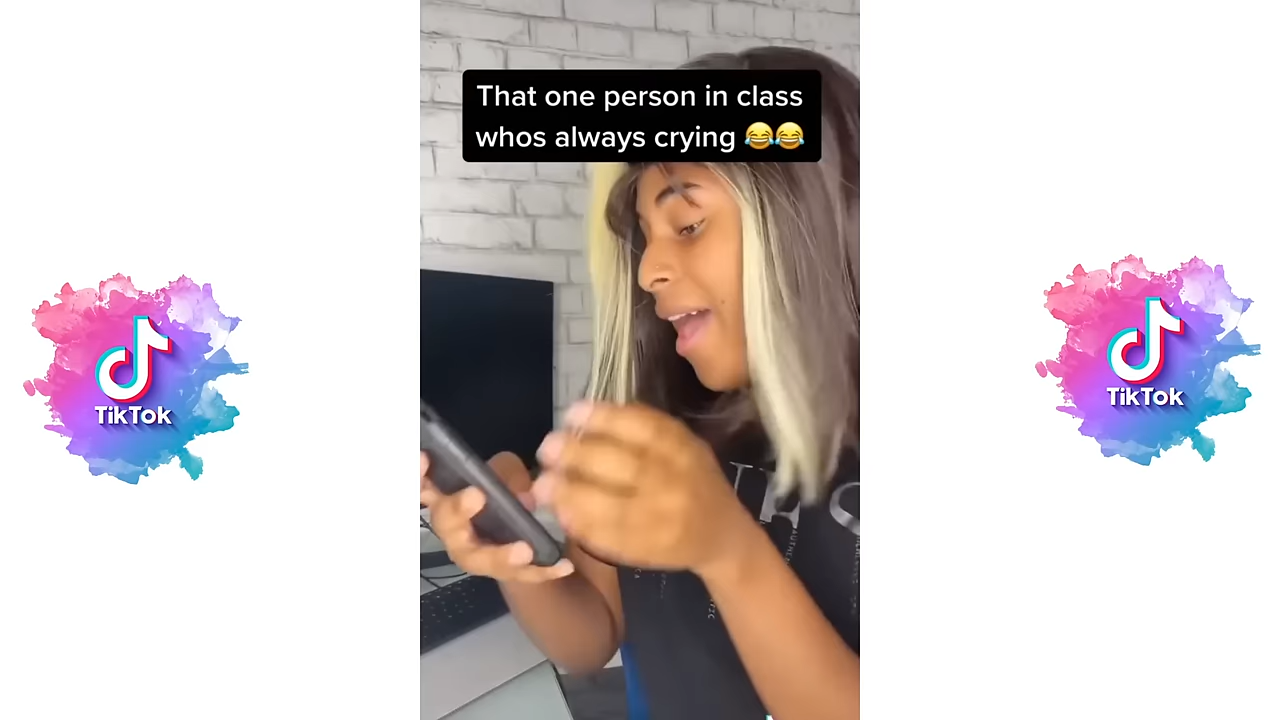 That one person in class
whos always crying 😂😂
TikTok
TikTok